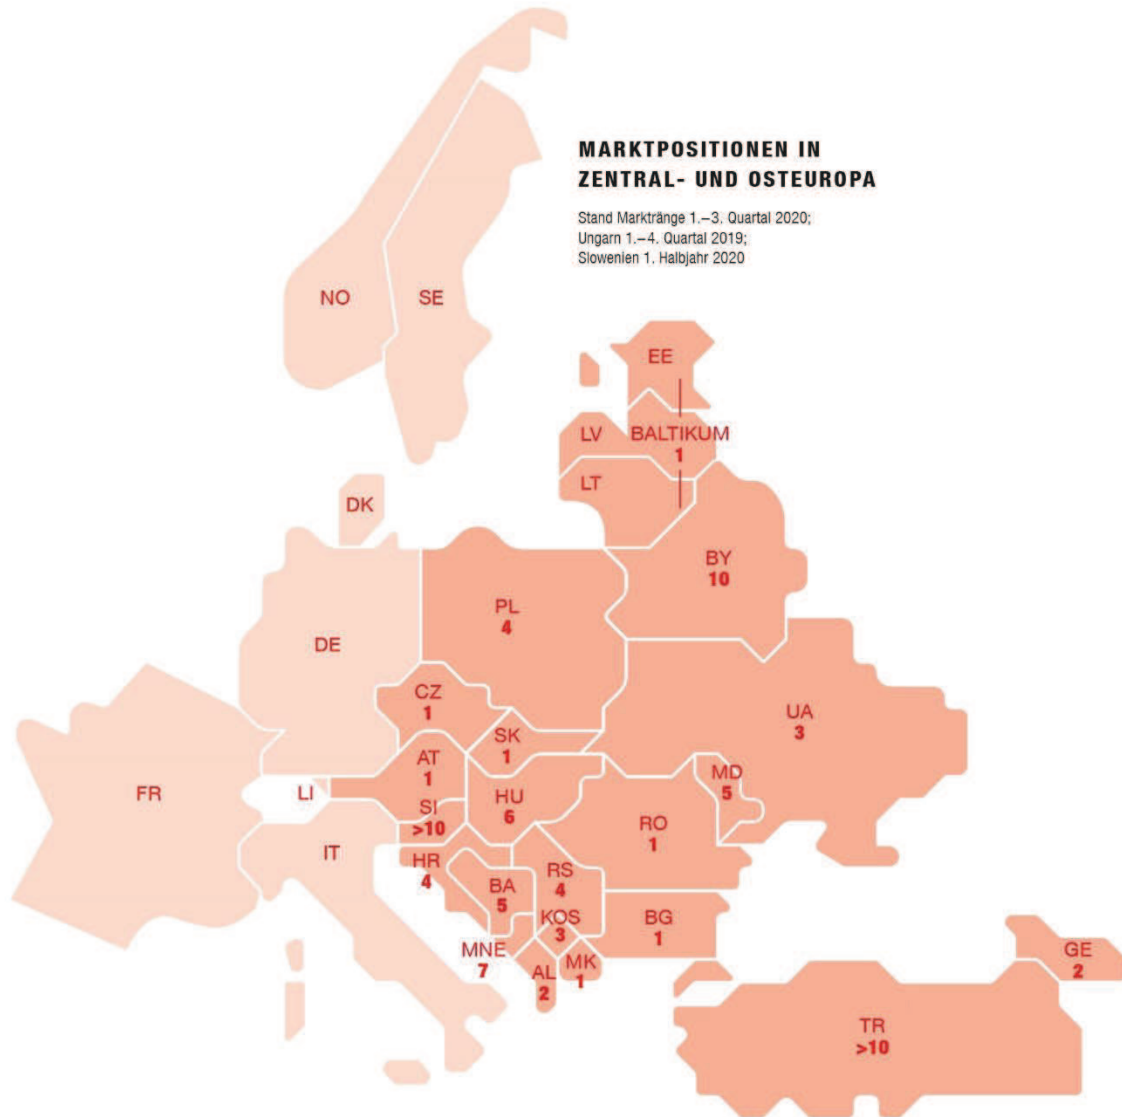 MARKTPOSITIONEN IN
ZENTRAL- UND OSTEUROPA
Stand Marktränge 1.–3. Quartal 2020;
Ungarn 1.–4. Quartal 2019;
Slowenien 1. Halbjahr 2020
NO
SE
EE
LV
BALTIKUM
1
LT
DK
BY
10
PL
4
DE
CZ
1
UA
3
SK
1
AT
1
MD
5
FR
LI
HU
6
SI
>10
RO
1
IT
HR
4
RS
4
BA
5
KOS
3
BG
1
MNE
7
AL
2
MK
1
GE
2
TR
>10